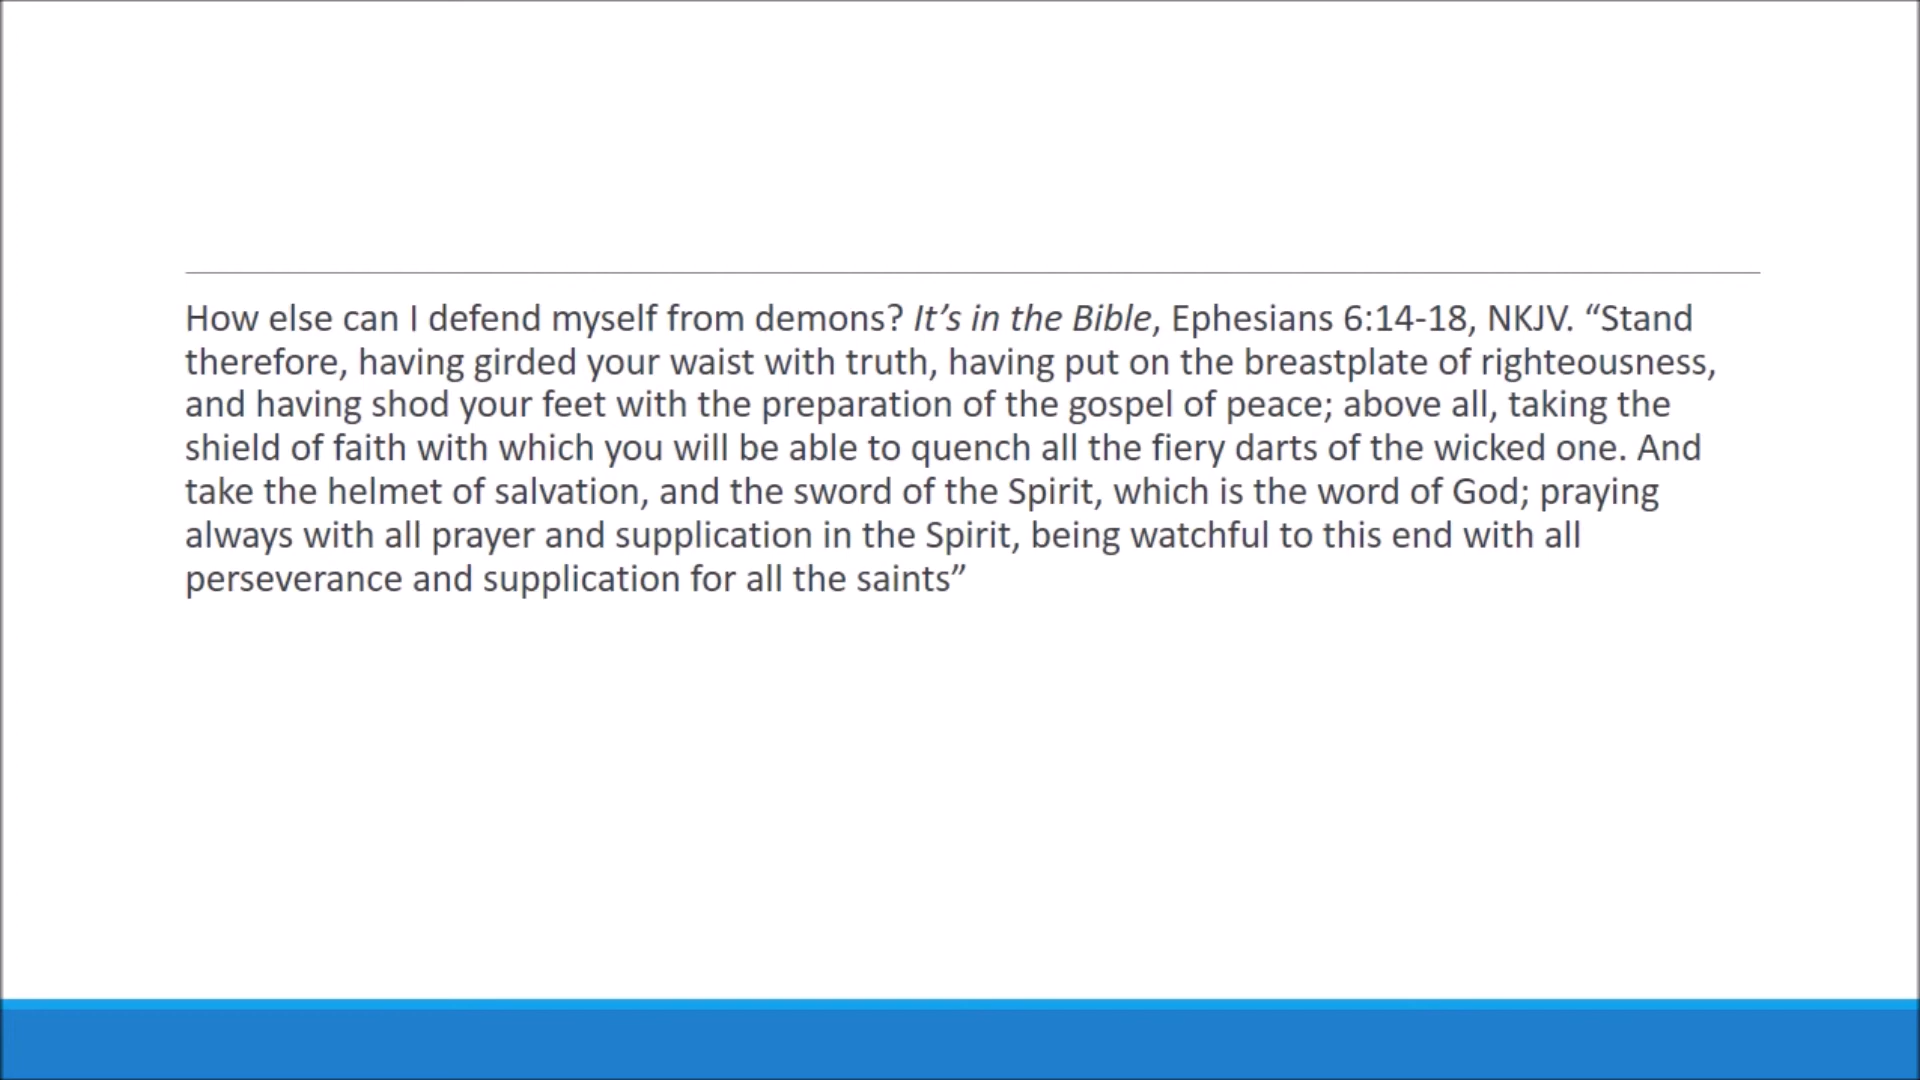 How else can I defend myself from demons? It’s in the Bible, Ephesians 6:14-18, NKJV. “Stand
therefore, having girded your waist with truth, having put on the breastplate of righteousness,
and having shod your feet with the preparation of the gospel of peace; above all, taking the
shield of faith with which you will be able to quench all the fiery darts of the wicked one. And
take the helmet of salvation, and the sword of the Spirit, which is the word of God; praying
always with all prayer and supplication in the Spirit, being watchful to this end with all
perseverance and supplication for all the saints”